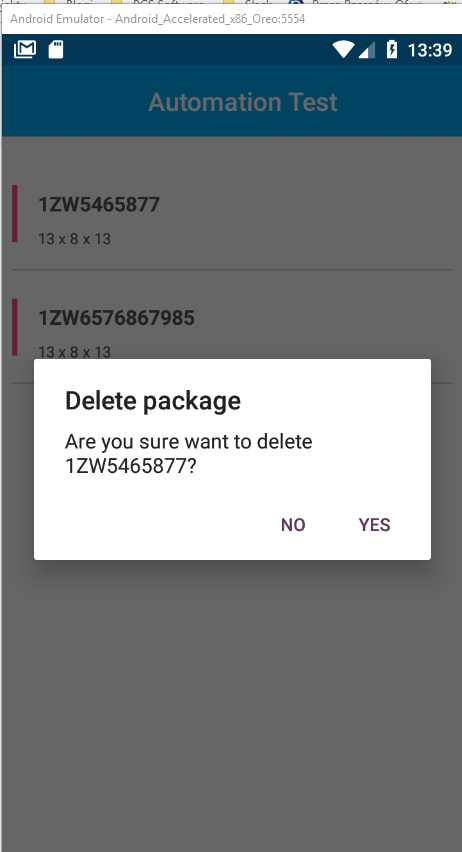 Android Emulator - Android_Accelerated_x86_Oreo:5554
13:39
Automation Test
1ZW5465877
13 x 8 x 13
1ZW6576867985
13 x 8 x 13
Delete package
Are you sure want to delete
1ZW5465877?
NO YES